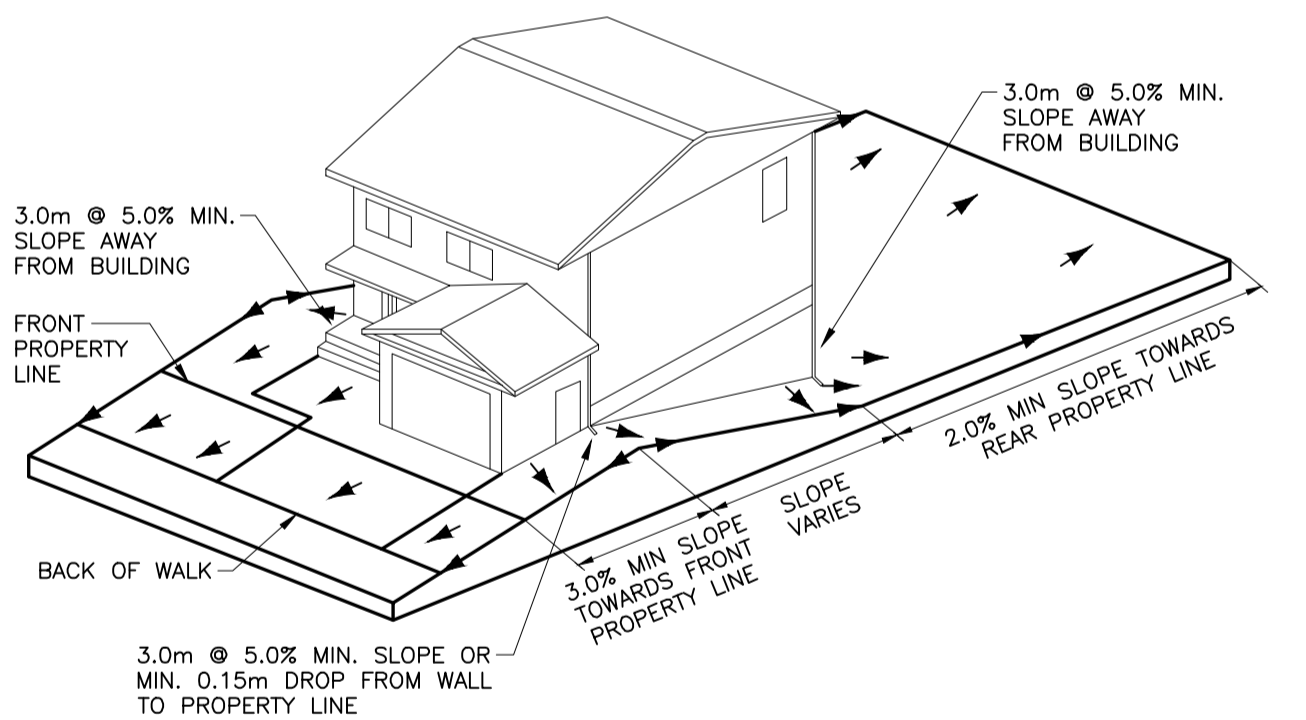 3.0m @ 5.0% MIN.
SLOPE AWAY
FROM BUILDING
3.0m @ 5.0% MIN.
SLOPE AWAY
FROM BUILDING
FRONT
PROPERTY
LINE
BACK OF WALK
3.0m @ 5.0% MIN. SLOPE OR
MIN. 0.15m DROP FROM WALL
TO PROPERTY LINE
3.0% MIN SLOPE
TOWARDS FRONT
PROPERTY LINE
SLOPE
VARIES
2.0% MIN SLOPE TOWARDS
REAR PROPERTY LINE